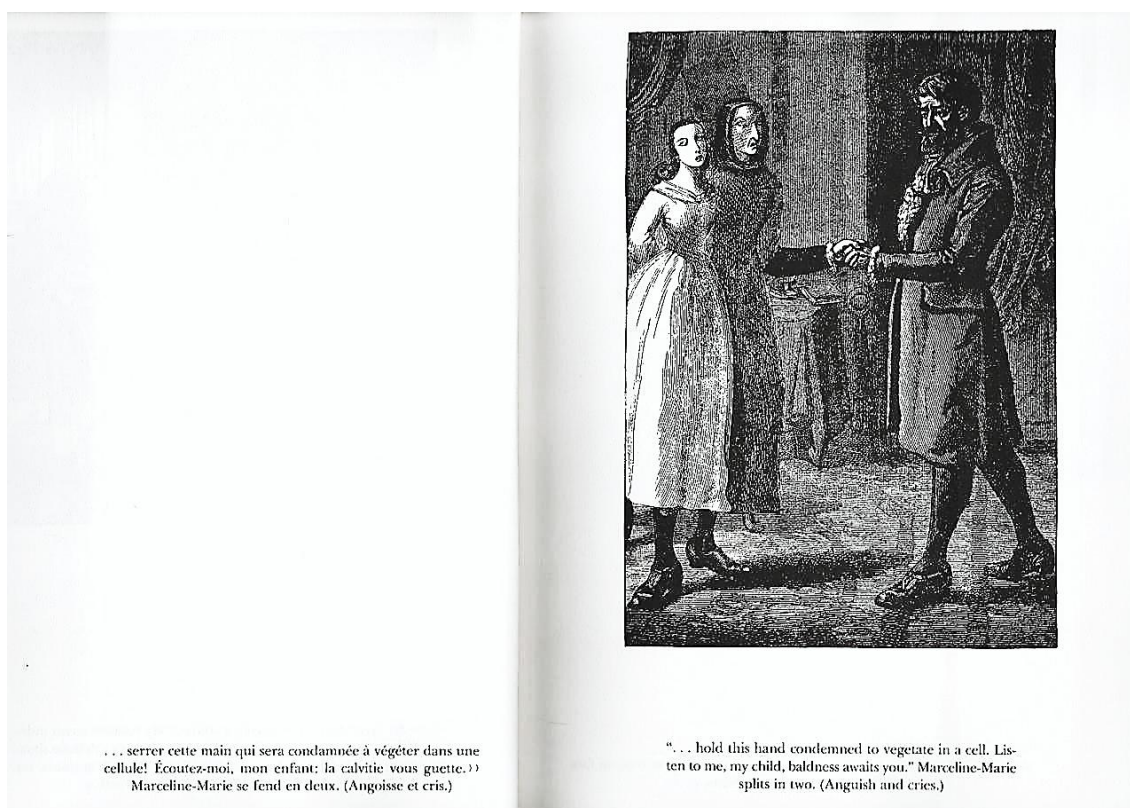 . . . serrer cette main qui sera condamnée à végéter dans une
cellule! Écoutez-moi, mon enfant: la calvitie vous guette.››
Marceline-Marie se fend en deux. (Angoisse et cris.)
“. . . hold this hand condemned to vegetate in a cell. Lis-
ten to me, my child, baldness awaits you.” Marceline-Marie
splits in two. (Anguish and cries.)